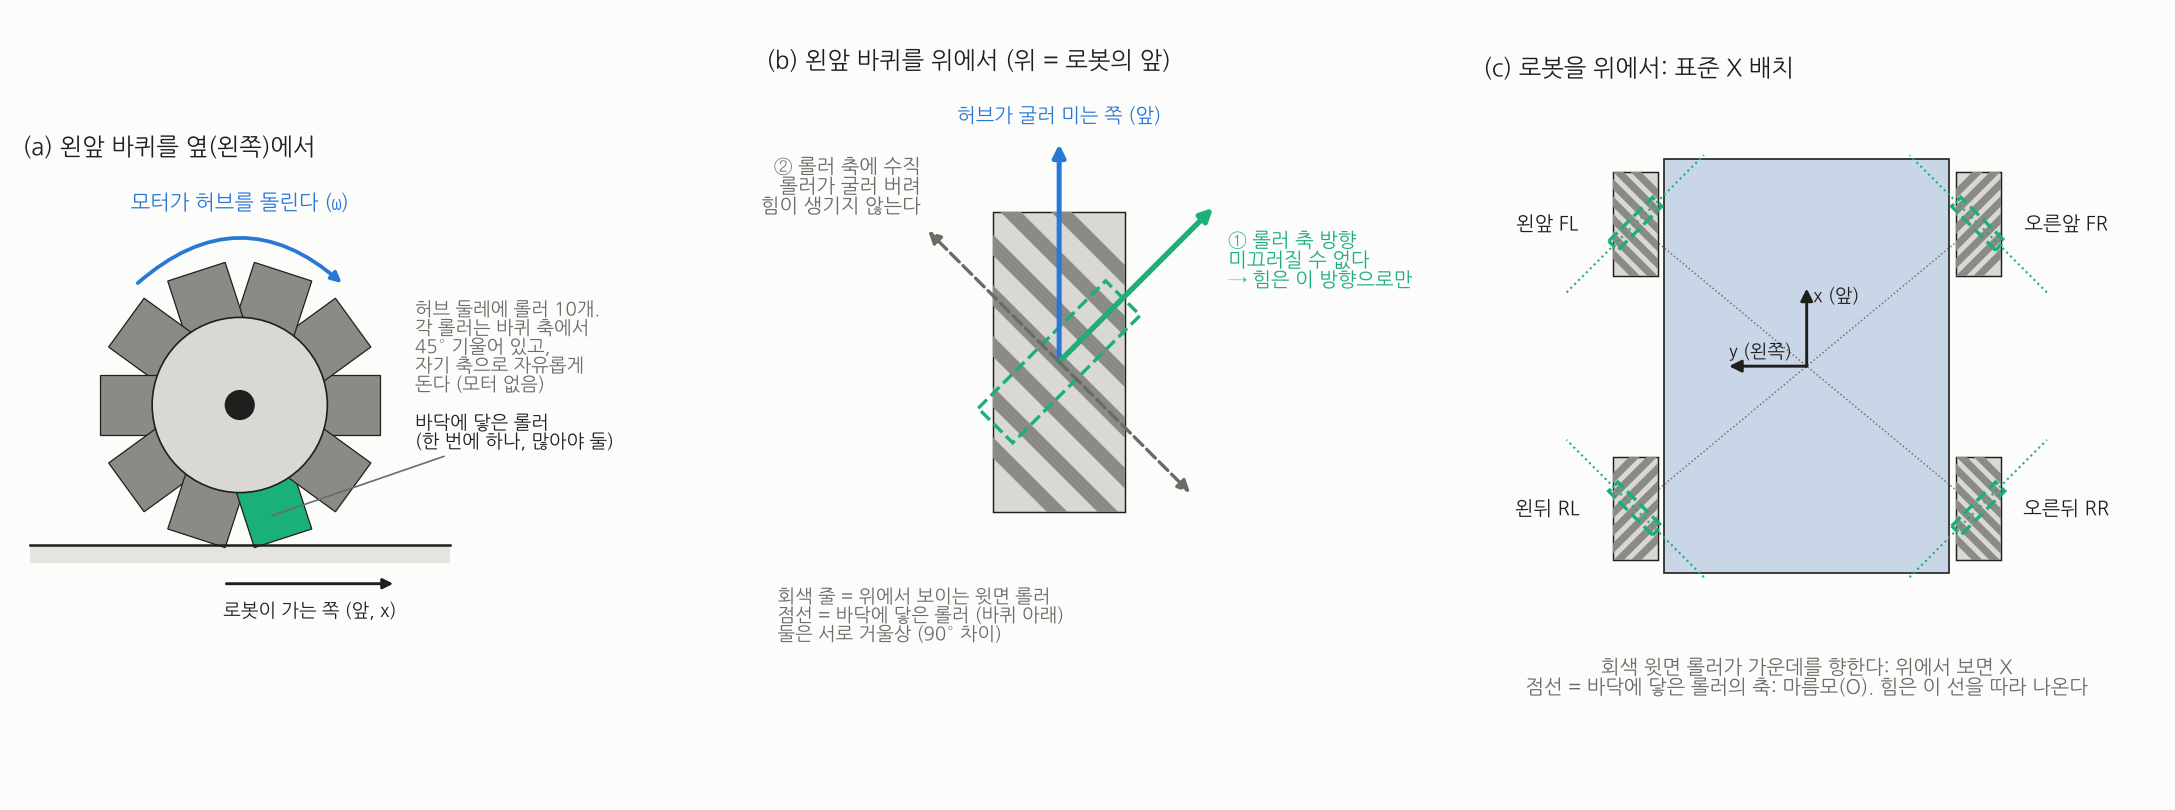 (a) 왼앞 바퀴를 옆(왼쪽)에서
모터가 허브를 돌린다 (ω)
허브 둘레에 롤러 10개.
각 롤러는 바퀴 축에서
45° 기울어 있고,
자기 축으로 자유롭게
돈다 (모터 없음)
바닥에 닿은 롤러
(한 번에 하나, 많아야 둘)
로봇이 가는 쪽 (앞, x)
(b) 왼앞 바퀴를 위에서 (위 = 로봇의 앞)
허브가 굴러 미는 쪽 (앞)
② 롤러 축에 수직
롤러가 굴러 버려
힘이 생기지 않는다
① 롤러 축 방향
미끄러질 수 없다
→ 힘은 이 방향으로만
회색 줄 = 위에서 보이는 윗면 롤러
점선 = 바닥에 닿은 롤러 (바퀴 아래)
둘은 서로 거울상 (90° 차이)
(c) 로봇을 위에서: 표준 X 배치
왼앞 FL
오른앞 FR
x (앞)
y (왼쪽)
왼뒤 RL
오른뒤 RR
회색 윗면 롤러가 가운데를 향한다: 위에서 보면 X
점선 = 바닥에 닿은 롤러의 축: 마름모(O). 힘은 이 선을 따라 나온다